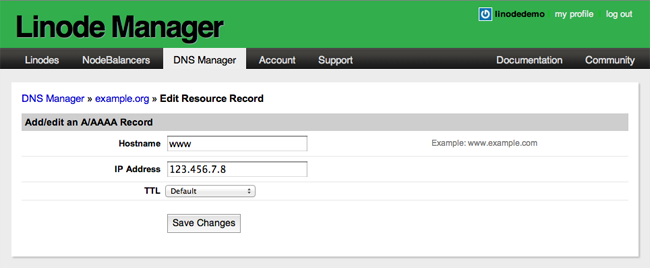 Linode Manager
linodedemo my profile log out
Linodes NodeBalancers DNS Manager Account Support Documentation Community
DNS Manager » example.org » Edit Resource Record
Add/edit an A/AAAA Record
Hostname www Example: www.example.com
IP Address 123.456.7.8
TTL Default
Save Changes